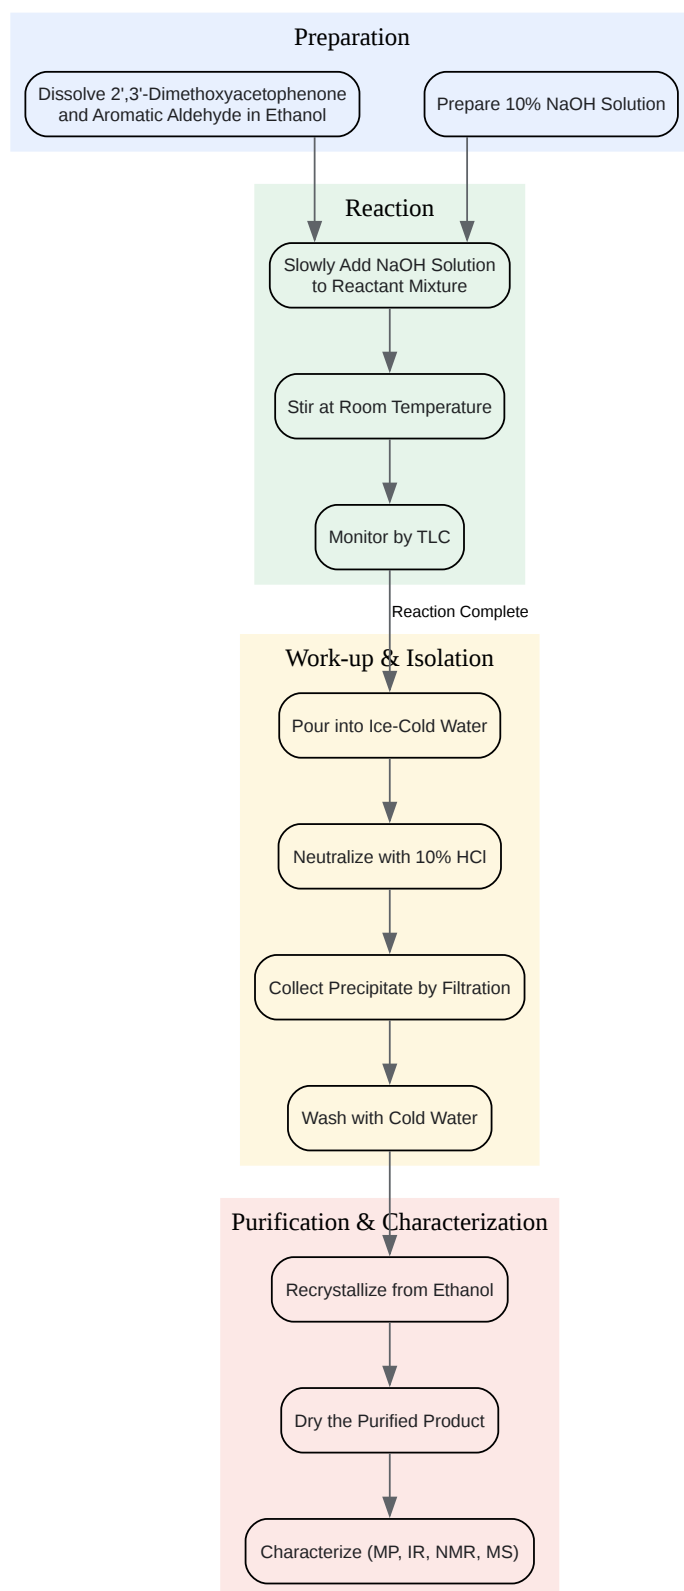 Preparation
Dissolve 2',3'-Dimethoxyacetophenone
and Aromatic Aldehyde in Ethanol
Prepare 10% NaOH Solution
Reaction
Slowly Add NaOH Solution
to Reactant Mixture
Stir at Room Temperature
Monitor by TLC
Reaction Complete
Work-up & Isolation
Pour into Ice-Cold Water
Neutralize with 10% HCl
Collect Precipitate by Filtration
Wash with Cold Water
Purification & Characterization
Recrystallize from Ethanol
Dry the Purified Product
Characterize (MP, IR, NMR, MS)